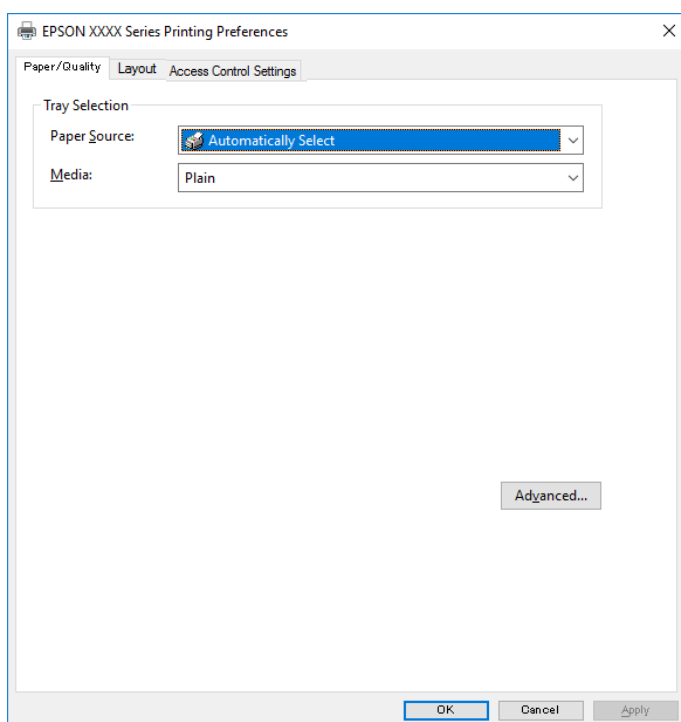 EPSON XXXX Series Printing Preferences
Paper/Quality Layout Access Control Settings
Tray Selection
Paper Source: Automatically Select
Media: Plain
Advanced...
OK Cancel Apply